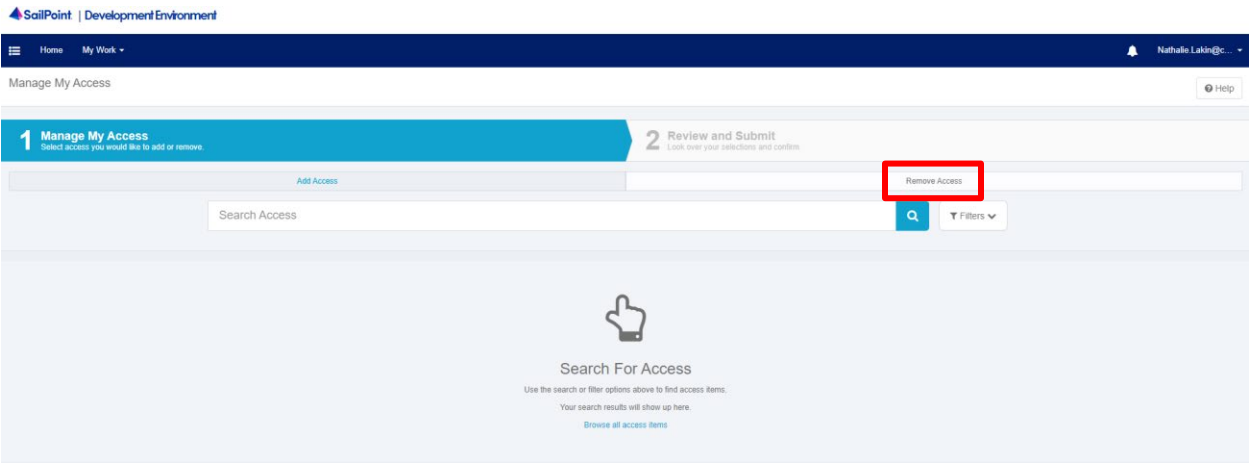 SailPoint | Development Environment
Home My Work
Nathalie.Lakin@c...
Manage My Access
Help
1 Manage My Access
Select access you would like to add or remove.
2 Review and Submit
Look over your selections and confirm.
Add Access
Remove Access
Search Access
Filters
Search For Access
Use the search or filter options above to find access items.
Your search results will show up here.
Browse all access items